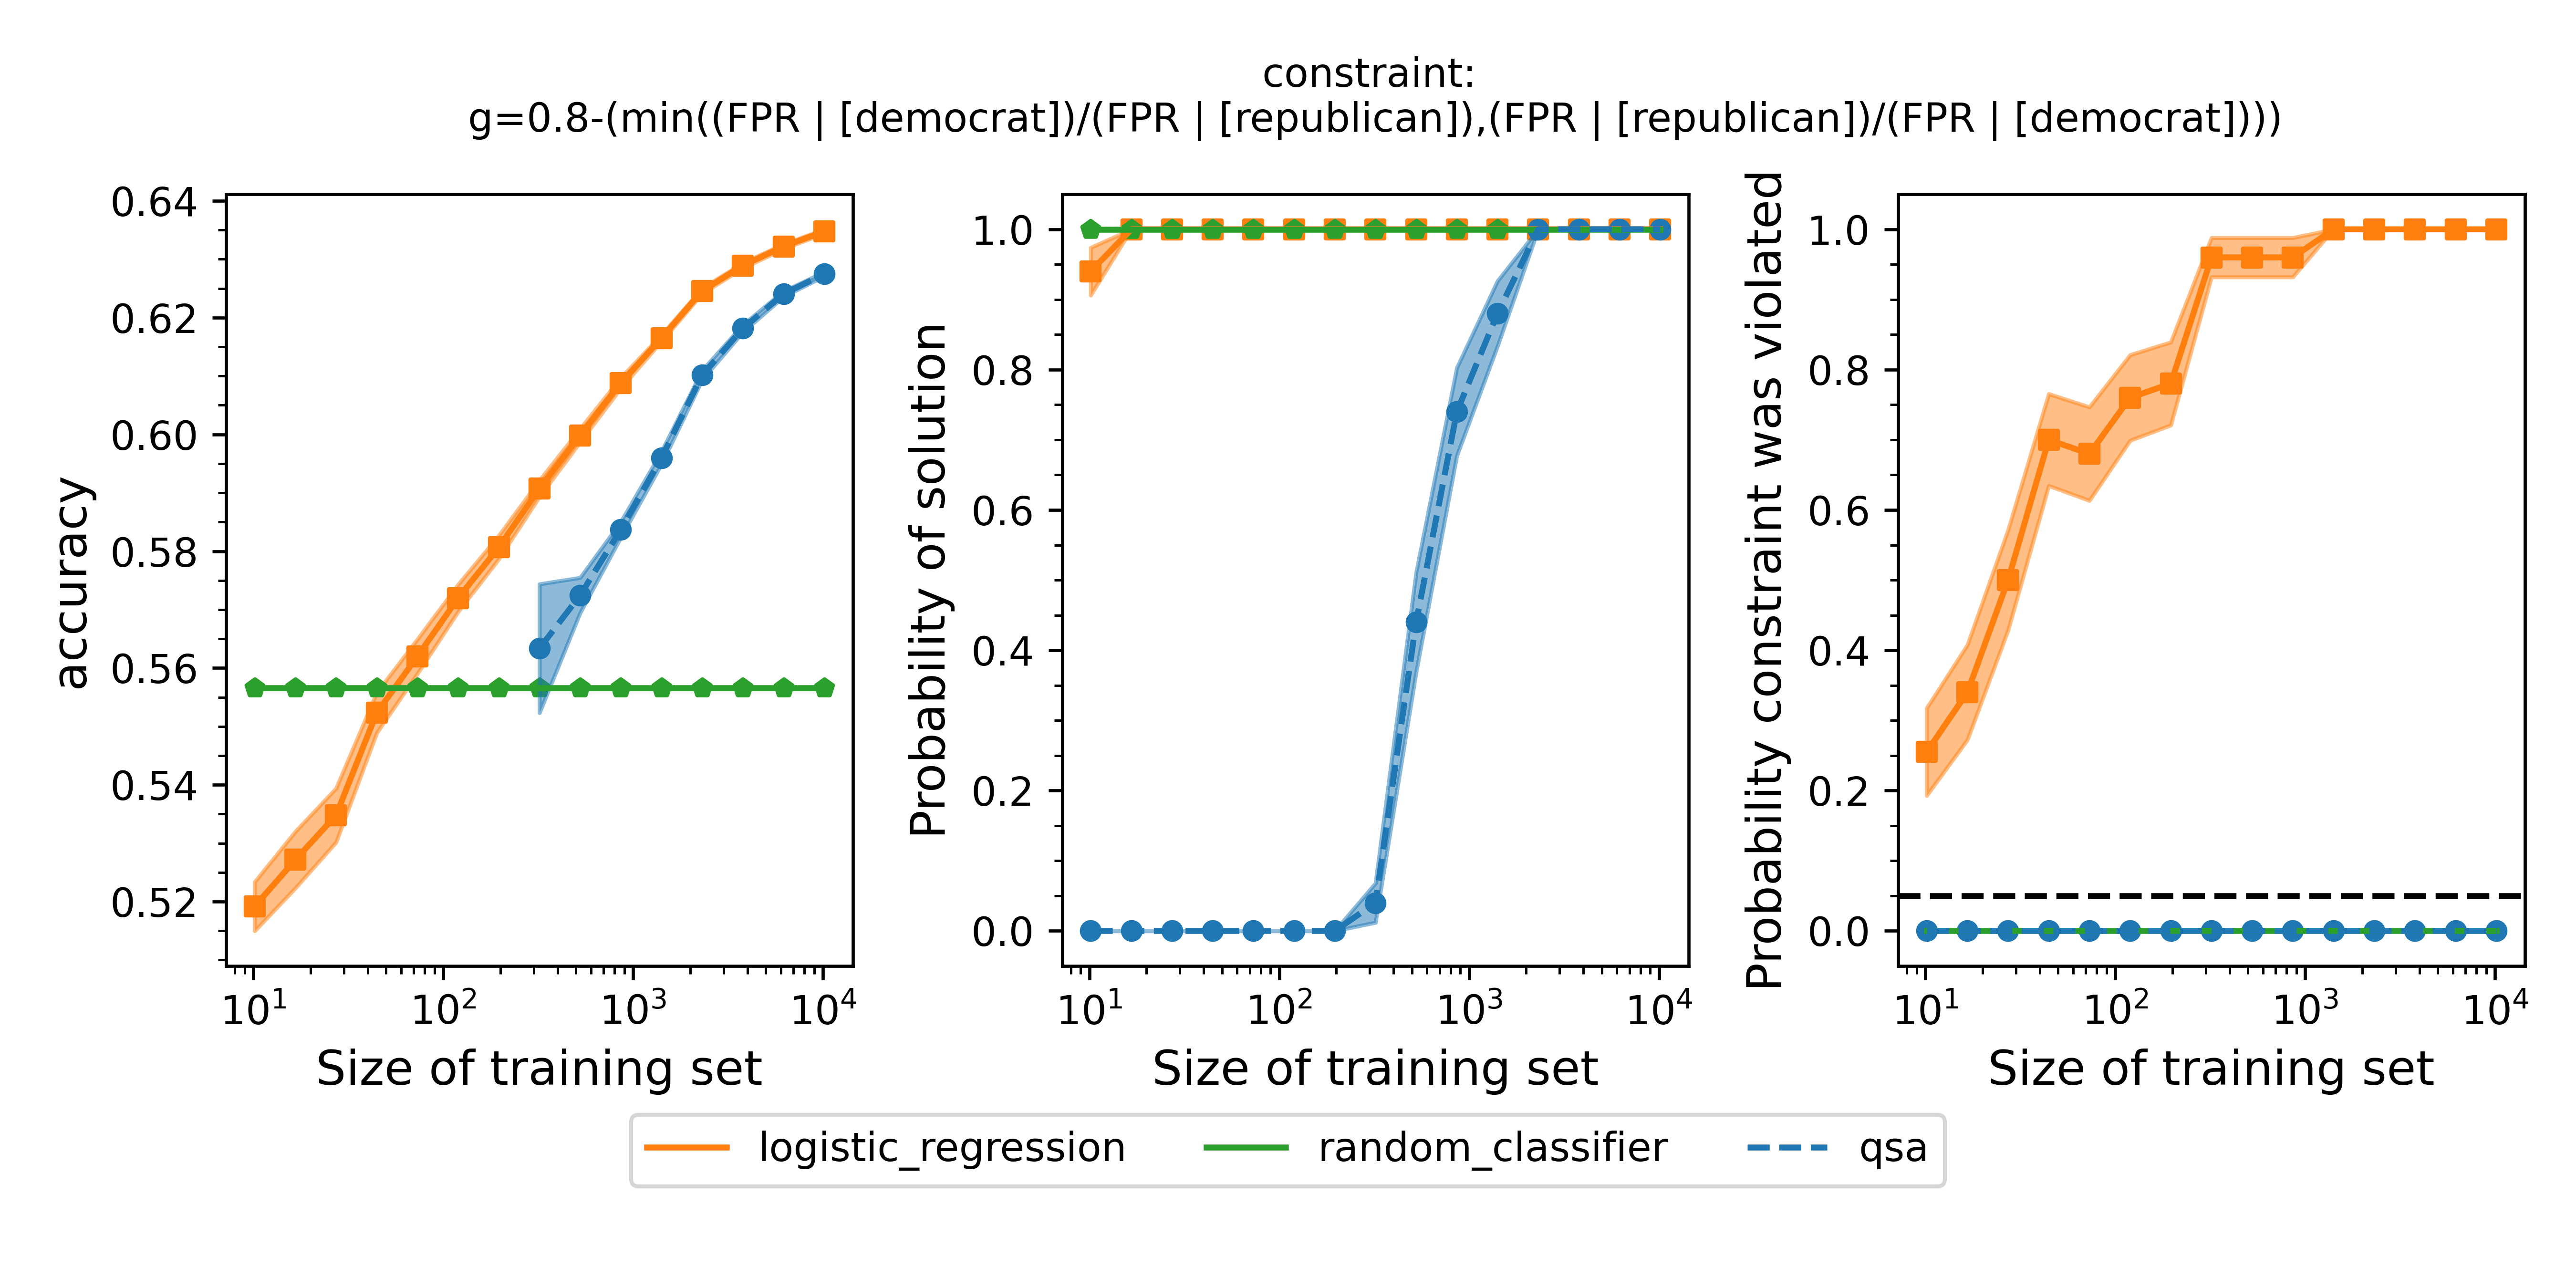 constraint:
g=0.8-(min((FPR | [democrat])/(FPR | [republican]),(FPR | [republican])/(FPR | [democrat])))
accuracy
0.64
0.62
0.60
0.58
0.56
0.54
0.52
10¹
10²
10³
10⁴
Size of training set
Probability of solution
1.0
0.8
0.6
0.4
0.2
0.0
10¹
10²
10³
10⁴
Size of training set
Probability constraint was violated
1.0
0.8
0.6
0.4
0.2
0.0
10¹
10²
10³
10⁴
Size of training set
logistic_regression
random_classifier
qsa